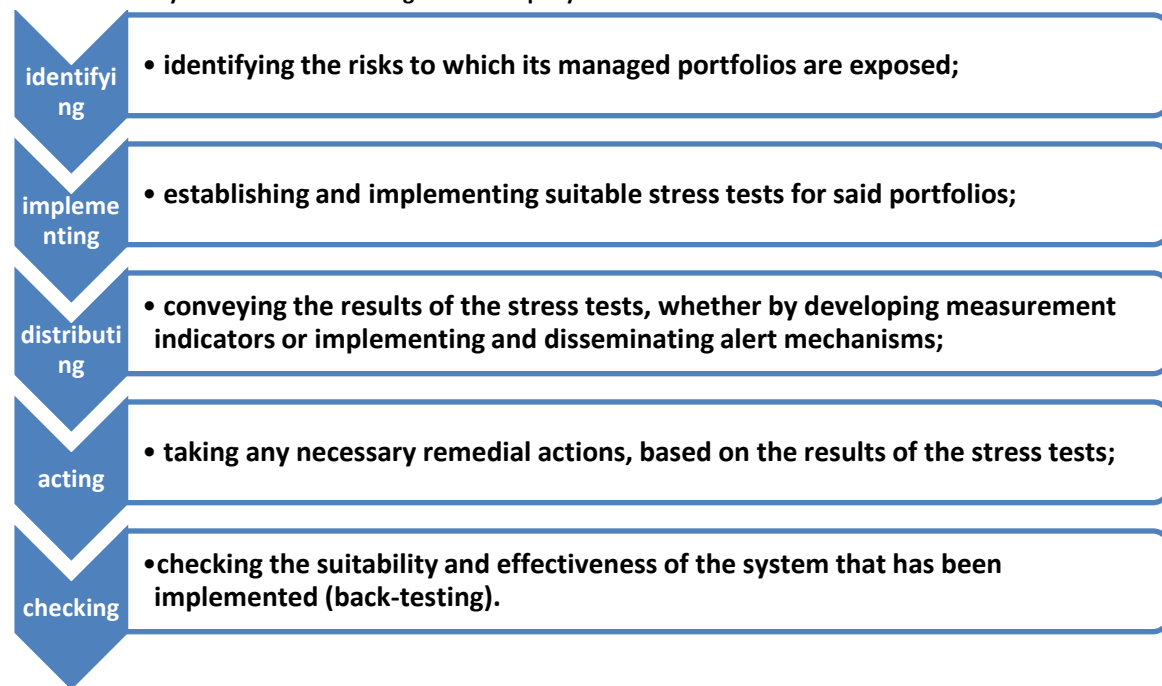 identifyi
ng
• identifying the risks to which its managed portfolios are exposed;
impleme
nting
• establishing and implementing suitable stress tests for said portfolios;
distributi
ng
• conveying the results of the stress tests, whether by developing measurement
indicators or implementing and disseminating alert mechanisms;
acting
• taking any necessary remedial actions, based on the results of the stress tests;
checking
•checking the suitability and effectiveness of the system that has been
implemented (back-testing).